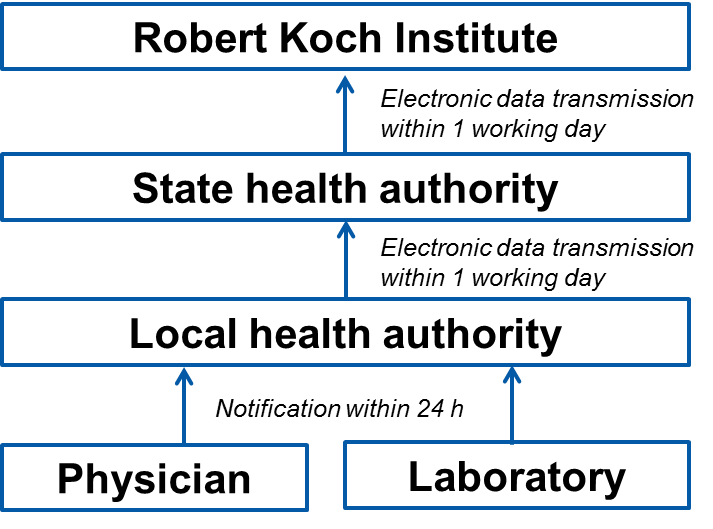 Robert Koch Institute
Electronic data transmission
within 1 working day
State health authority
Electronic data transmission
within 1 working day
Local health authority
Notification within 24 h
Physician
Laboratory